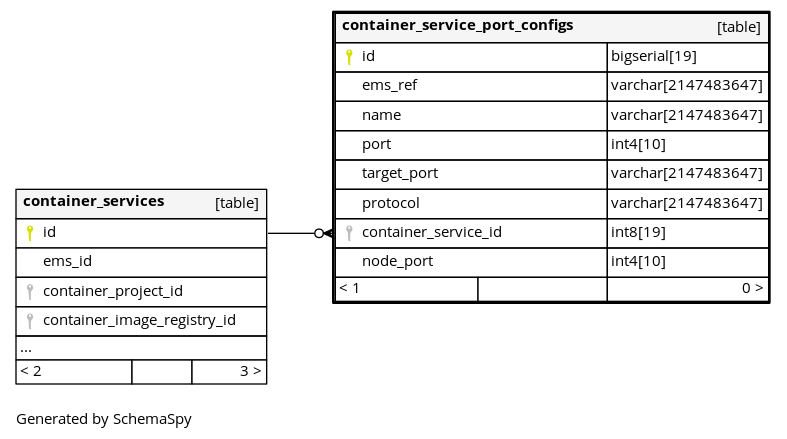 container_service_port_configs [table]
id bigserial[19]
ems_ref varchar[2147483647]
name varchar[2147483647]
port int4[10]
target_port varchar[2147483647]
protocol varchar[2147483647]
container_service_id int8[19]
node_port int4[10]
< 1 0 >
container_services [table]
id
ems_id
container_project_id
container_image_registry_id
...
< 2 3 >
Generated by SchemaSpy